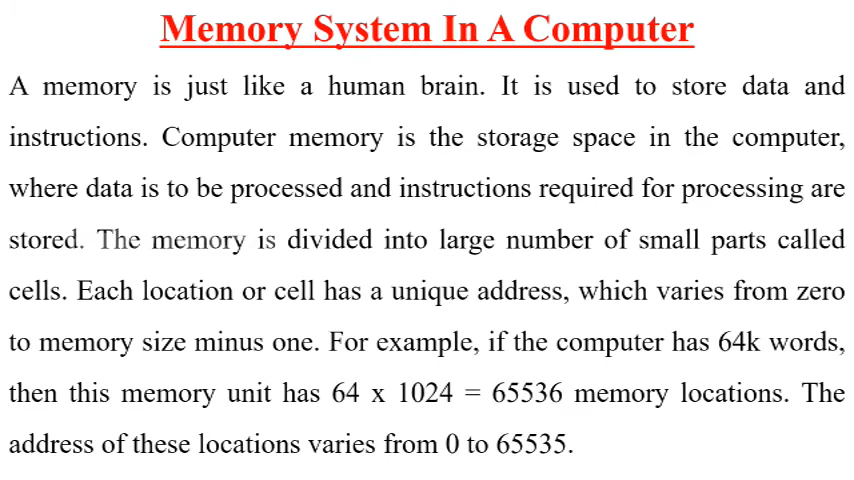 Memory System In A Computer
A memory is just like a human brain. It is used to store data and
instructions. Computer memory is the storage space in the computer,
where data is to be processed and instructions required for processing are
stored. The memory is divided into large number of small parts called
cells. Each location or cell has a unique address, which varies from zero
to memory size minus one. For example, if the computer has 64k words,
then this memory unit has 64 x 1024 = 65536 memory locations. The
address of these locations varies from 0 to 65535.